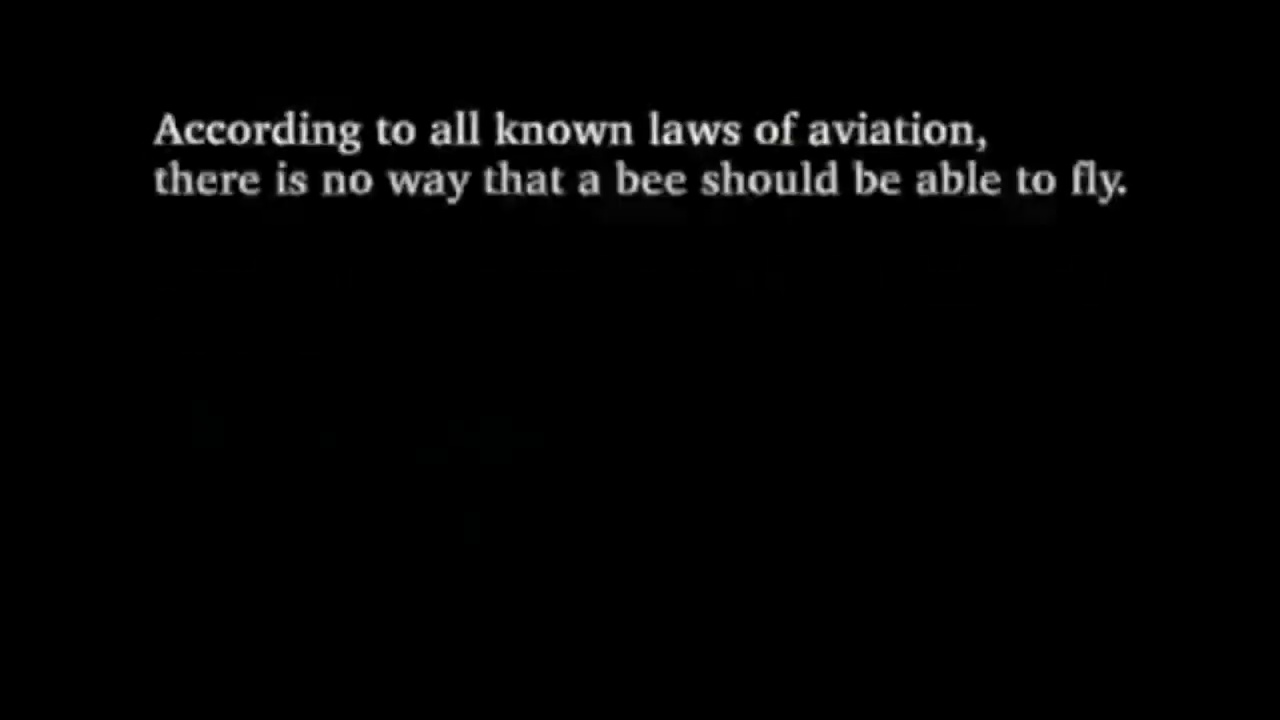 According to all known laws of aviation,
there is no way that a bee should be able to fly.